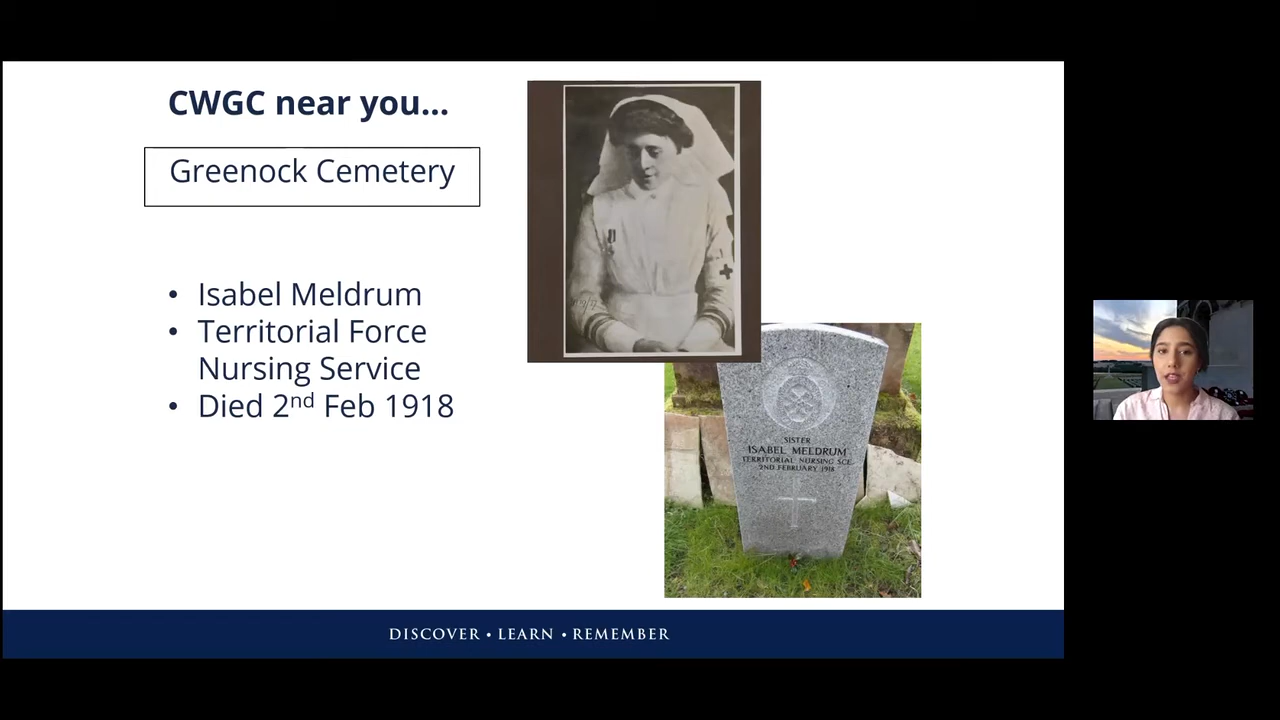 CWGC near you...
Greenock Cemetery
• Isabel Meldrum
• Territorial Force
Nursing Service
• Died 2nd Feb 1918
SISTER
ISABEL MELDRUM
TERRITORIAL NURSING SCE.
2ND FEBRUARY 1918
DISCOVER • LEARN • REMEMBER